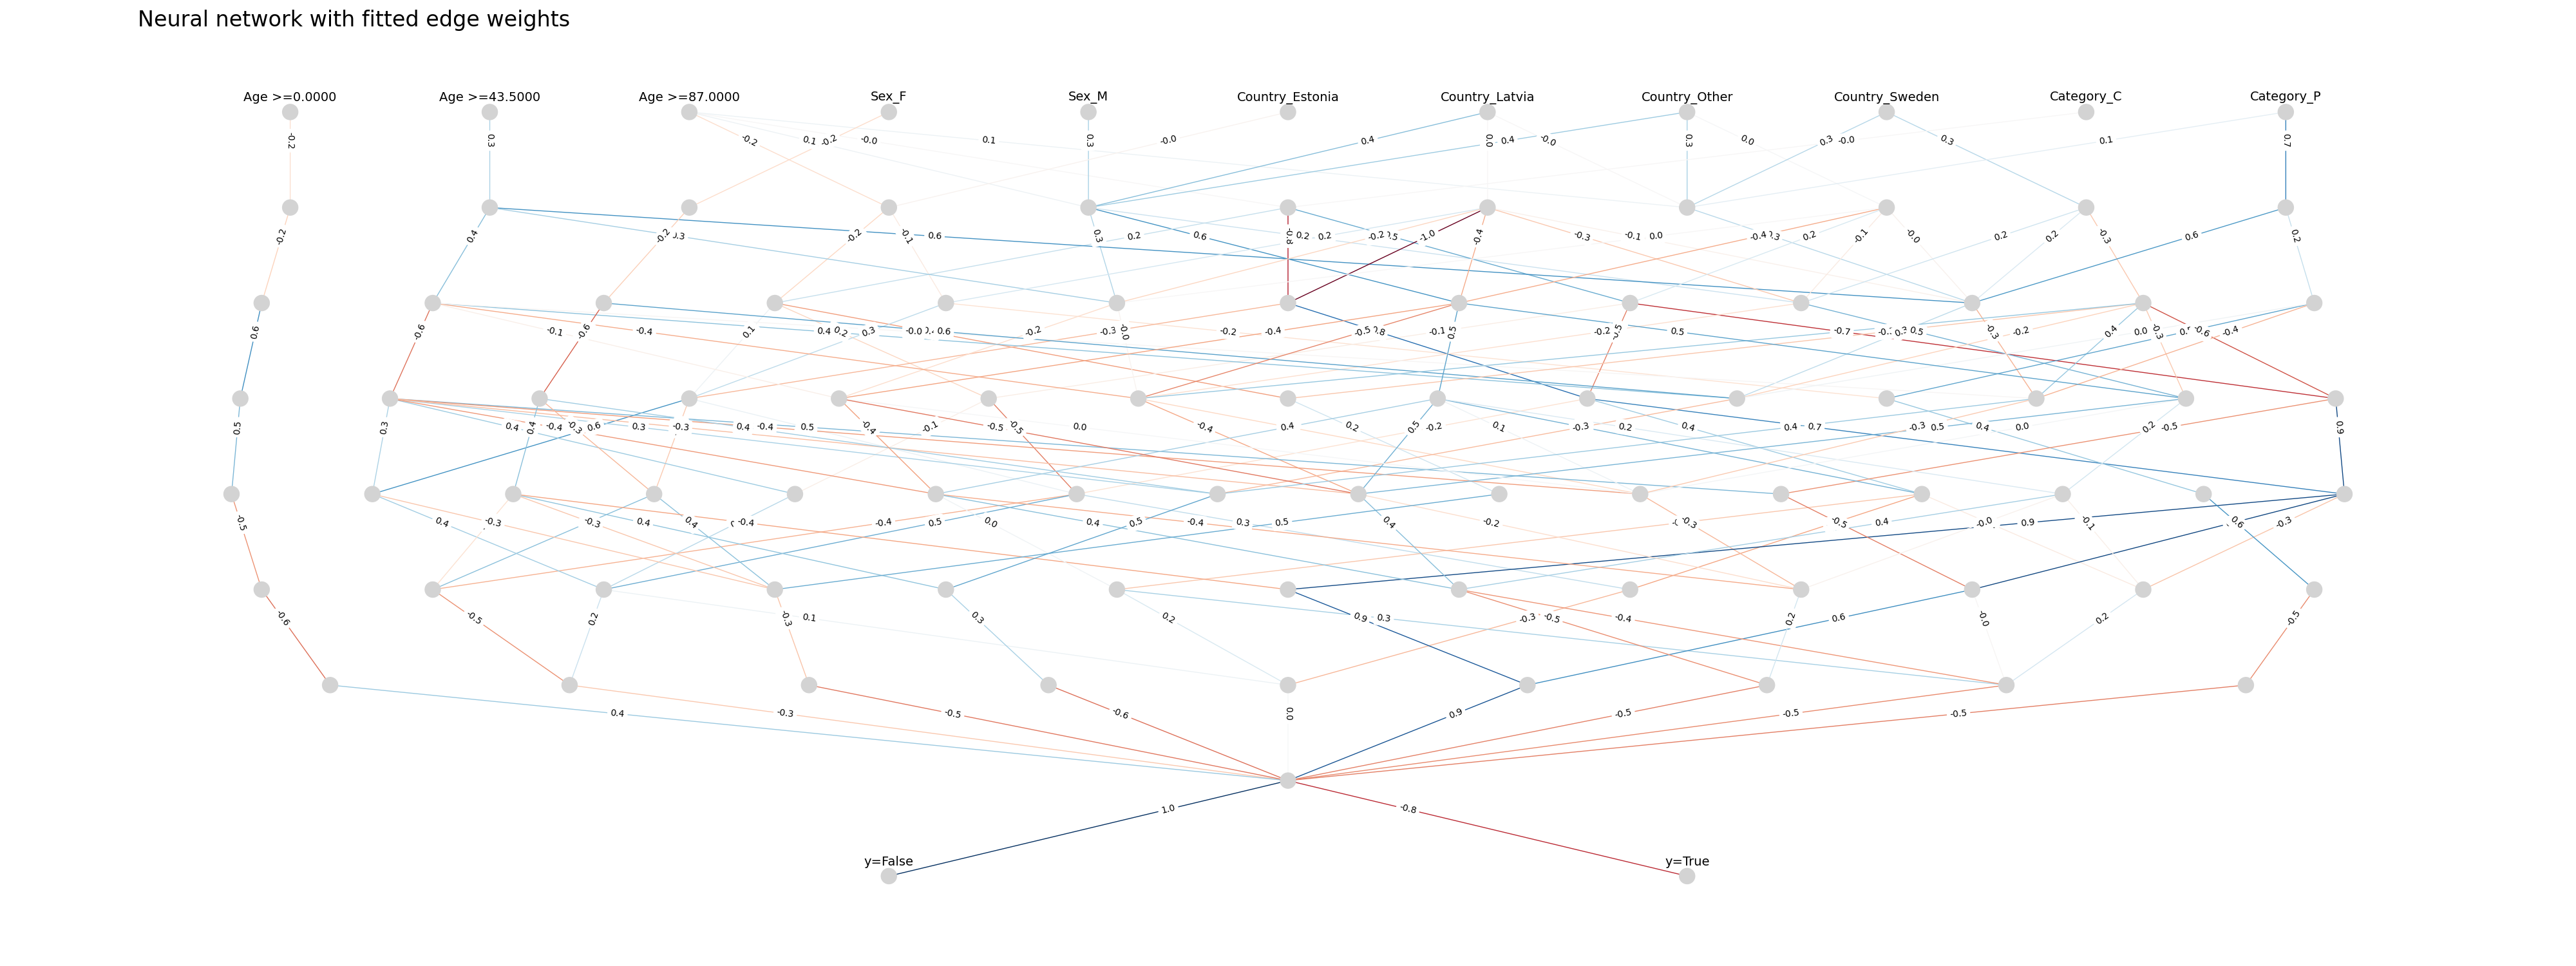 Neural network with fitted edge weights
Age >=0.0000 Age >=43.5000 Age >=87.0000 Sex_F Sex_M Country_Estonia Country_Latvia Country_Other Country_Sweden Category_C Category_P
-0.2 0.3 -0.2 0.1 -0.2 -0.0 0.1 0.3 -0.0 0.4 0.0 0.4 -0.0 0.3 0.0 0.3 -0.0 0.3 0.1 0.7
-0.2 0.4 -0.2 -0.2 -0.1 0.6 0.3 0.2 0.6 0.2 0.2 -0.2 -1.0 -0.4 -0.3 -0.1 0.0 -0.4 0.2 -0.1 -0.0 0.2 0.2 -0.3 0.6 0.2
0.6 -0.6 -0.1 -0.6 -0.4 0.1 0.4 0.2 0.3 -0.0 0.6 -0.2 -0.3 -0.0 -0.2 -0.4 -0.5 -0.1 0.5 -0.2 0.5 -0.7 0.5 -0.3 -0.2 0.4 0.0 -0.3 -0.6 -0.4
0.5 0.3 0.4 0.4 -0.4 -0.3 0.6 0.3 -0.3 0.4 -0.4 0.5 -0.4 -0.1 -0.5 -0.5 0.0 -0.4 0.4 0.2 0.5 -0.2 0.1 -0.3 0.2 0.4 0.4 0.7 -0.3 0.5 0.4 0.0 0.2 -0.5 0.9
-0.5 0.4 -0.3 -0.3 0.4 0.4 -0.4 -0.4 0.5 0.0 0.4 0.5 -0.4 0.3 0.5 0.4 -0.2 -0.3 -0.5 0.4 -0.0 0.9 -0.1 0.6 -0.3
-0.6 -0.5 0.2 -0.3 0.1 0.3 0.2 0.9 0.3 -0.3 -0.5 -0.4 0.2 0.6 -0.0 0.2 -0.5
0.4 -0.3 -0.5 -0.6 0.0 0.9 -0.5 -0.5 -0.5
1.0 -0.8
y=False y=True